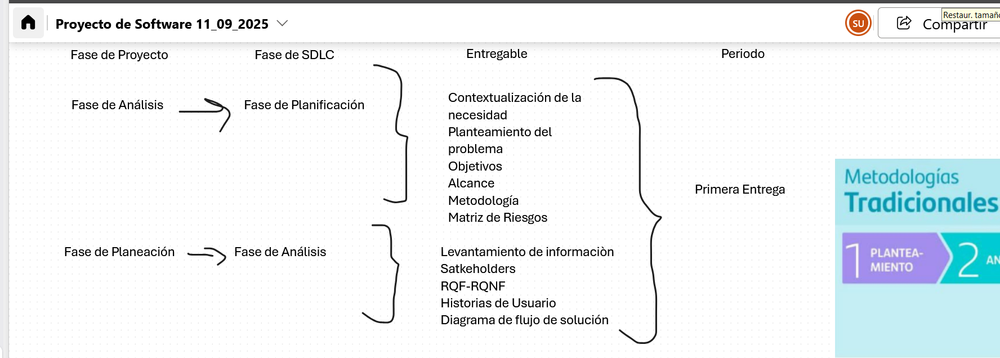 Proyecto de Software 11_09_2025
SU
Compartir
Restaur. tamaño
Fase de Proyecto
Fase de SDLC
Entregable
Periodo
Fase de Análisis
Fase de Planificación
Contextualización de la
necesidad
Planteamiento del
problema
Objetivos
Alcance
Metodología
Matriz de Riesgos
Primera Entrega
Fase de Planeación
Fase de Análisis
Levantamiento de informaciòn
Satkeholders
RQF-RQNF
Historias de Usuario
Diagrama de flujo de solución
Metodologías
Tradicionales
1 PLANTEA-
MIENTO
2 AN